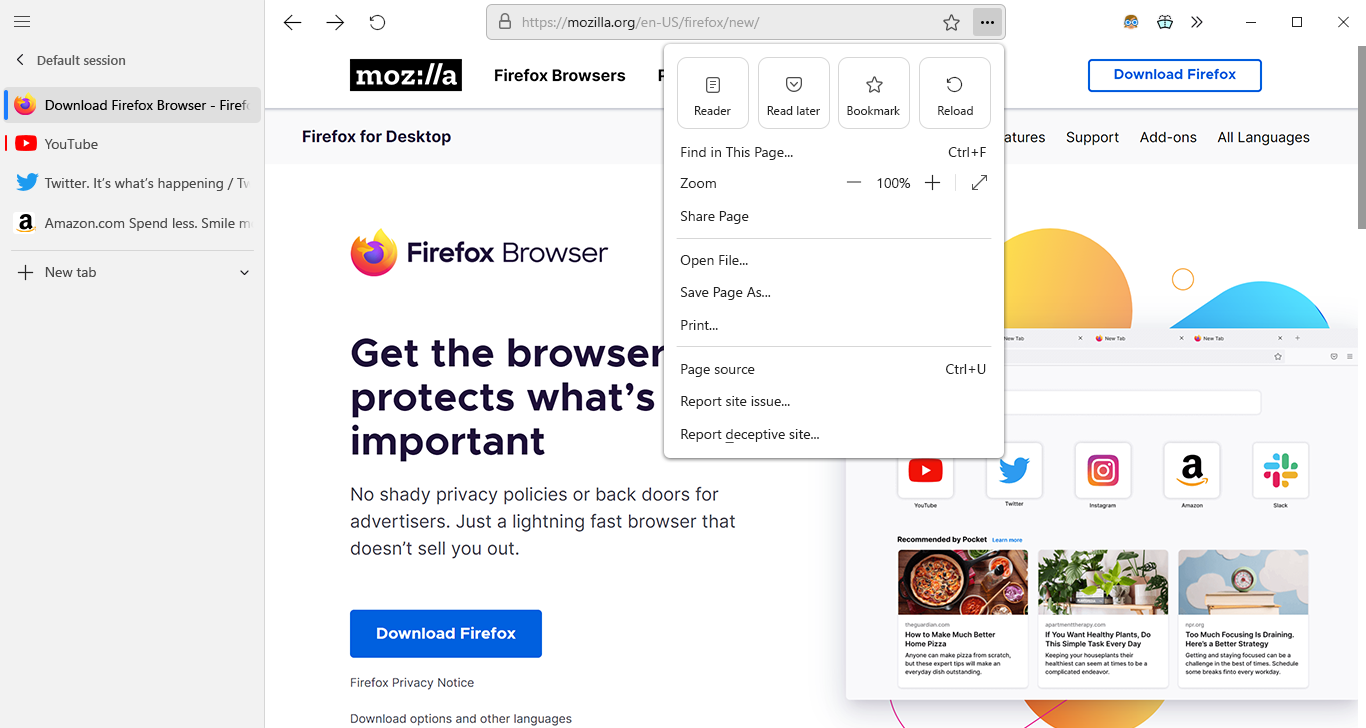 https://mozilla.org/en-US/firefox/new/
Default session
Download Firefox Browser - Firef
YouTube
Twitter. It's what's happening / Tw
Amazon.com Spend less. Smile m
New tab
moz://a
Firefox Browsers
Download Firefox
Firefox for Desktop
atures
Support
Add-ons
All Languages
Reader
Read later
Bookmark
Reload
Find in This Page... Ctrl+F
Zoom 100%
Share Page
Open File...
Save Page As...
Print...
Page source Ctrl+U
Report site issue...
Report deceptive site...
Firefox Browser
Get the browser
protects what’s
important
No shady privacy policies or back doors for
advertisers. Just a lightning fast browser that
doesn’t sell you out.
Download Firefox
Firefox Privacy Notice
Download options and other languages
New Tab
New Tab
New Tab
YouTube
Twitter
Instagram
a
Amazon
Slack
Recommended by Pocket Learn more
theguardian.com
How to Make Much Better
Home Pizza
Anyone can make pizza from scratch,
but these expert tips will make an
everyday dish outstanding.
apartmenttherapy.com
If You Want Healthy Plants, Do
This Simple Task Every Day
Keeping your houseplants their
healthiest can seem at times to be a
complicated endeavor.
npr.org
Too Much Focusing Is Draining.
Here's a Better Strategy
Getting and staying focused can be a
challenge in the best of times. Schedule
some breaks finto every workday.